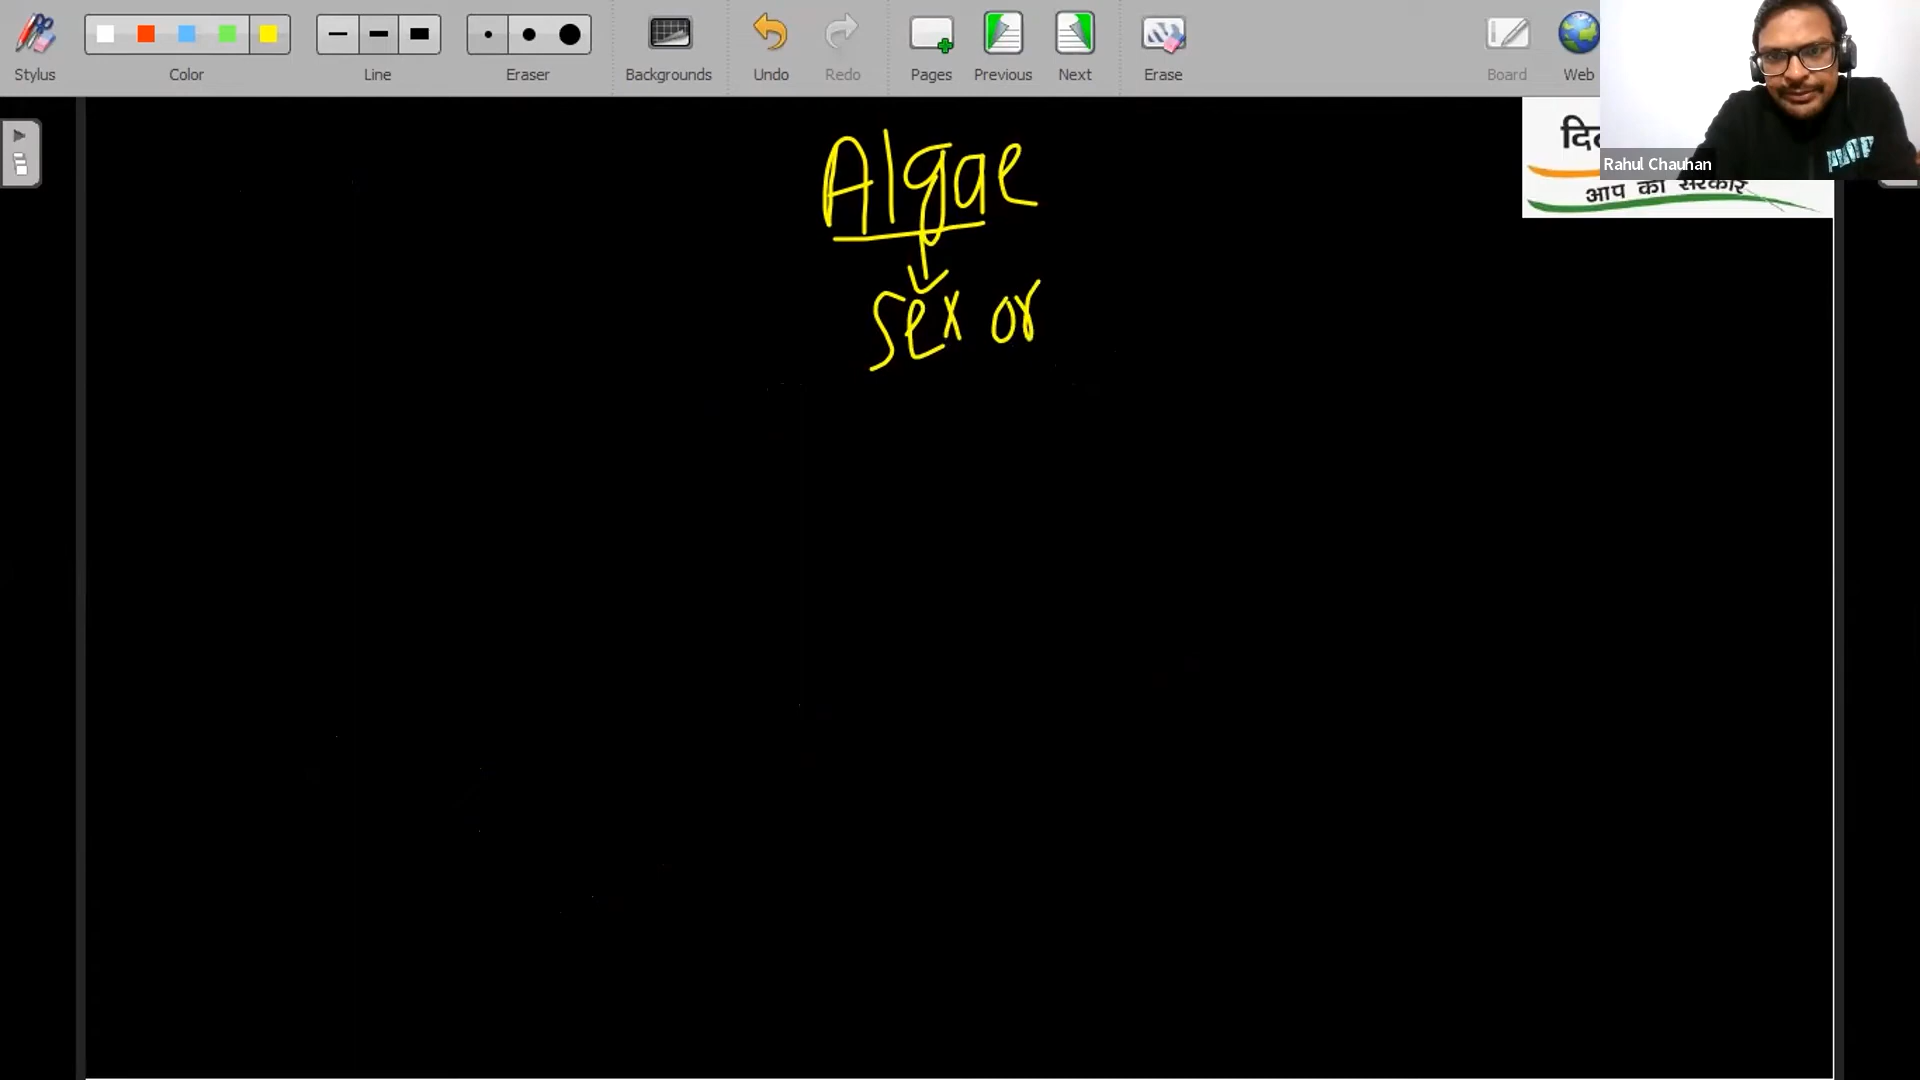 Stylus
Color
Line
Eraser
Backgrounds
Undo
Redo
Pages
Previous
Next
Erase
Board
Web
Rahul Chauhan
आप की सरकार
Algae
Sex or